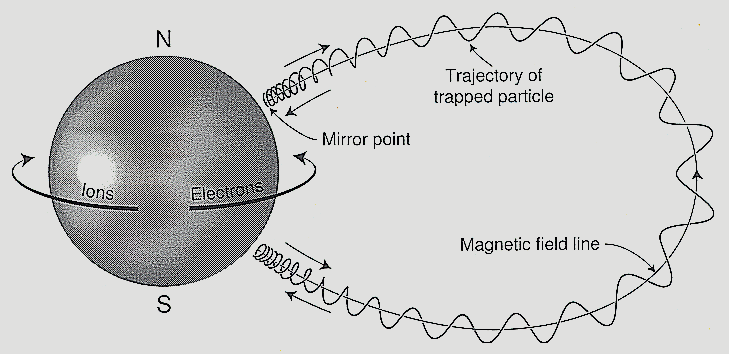 N
Trajectory of
trapped particle
Mirror point
Ions
Electrons
Magnetic field line
S